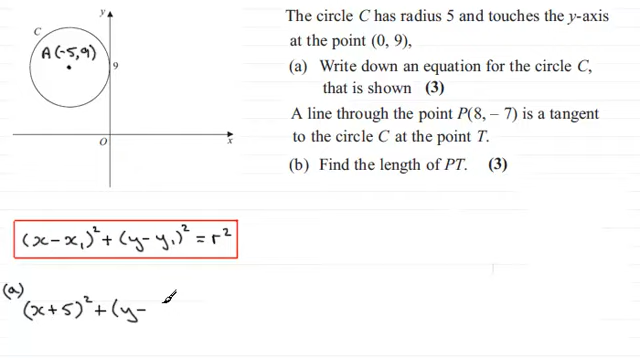 y
C
A(-5,9)
9
O
x
The circle C has radius 5 and touches the y-axis
at the point (0, 9),
(a) Write down an equation for the circle C,
that is shown (3)
A line through the point P(8, – 7) is a tangent
to the circle C at the point T.
(b) Find the length of PT. (3)
(x-x₁)²+(y-y₁)²=r²
(a)
(x+5)²+(y-